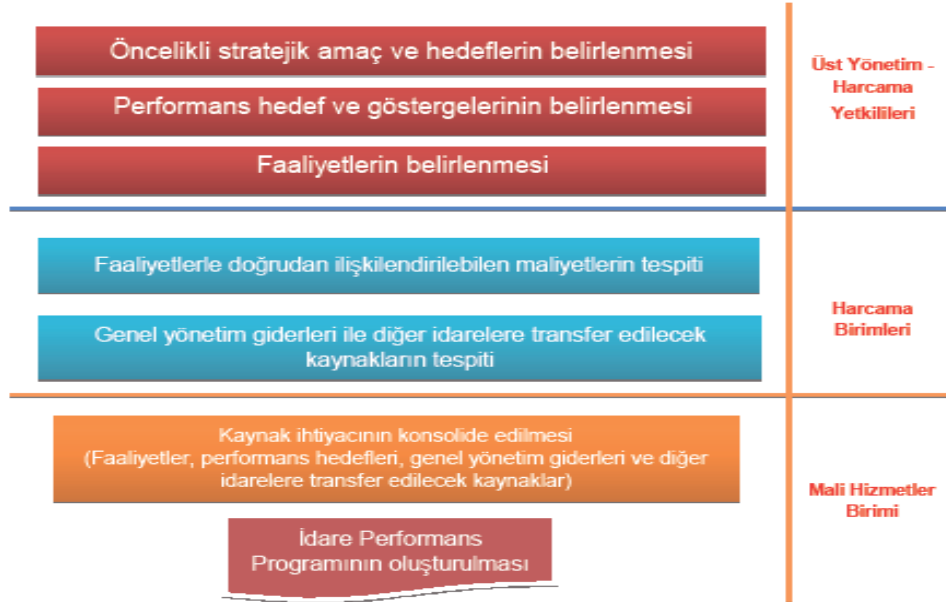 Öncelikli stratejik amaç ve hedeflerin belirlenmesi
Performans hedef ve göstergelerinin belirlenmesi
Faaliyetlerin belirlenmesi
Üst Yönetim -
Harcama
Yetkilileri
Faaliyetlerle doğrudan ilişkilendirilebilen maliyetlerin tespiti
Genel yönetim giderleri ile diğer idarelere transfer edilecek
kaynakların tespiti
Harcama
Birimleri
Kaynak ihtiyacının konsolide edilmesi
(Faaliyetler, performans hedefleri, genel yönetim giderleri ve diğer
idarelere transfer edilecek kaynaklar)
İdare Performans
Programının oluşturulması
Mali Hizmetler
Birimi